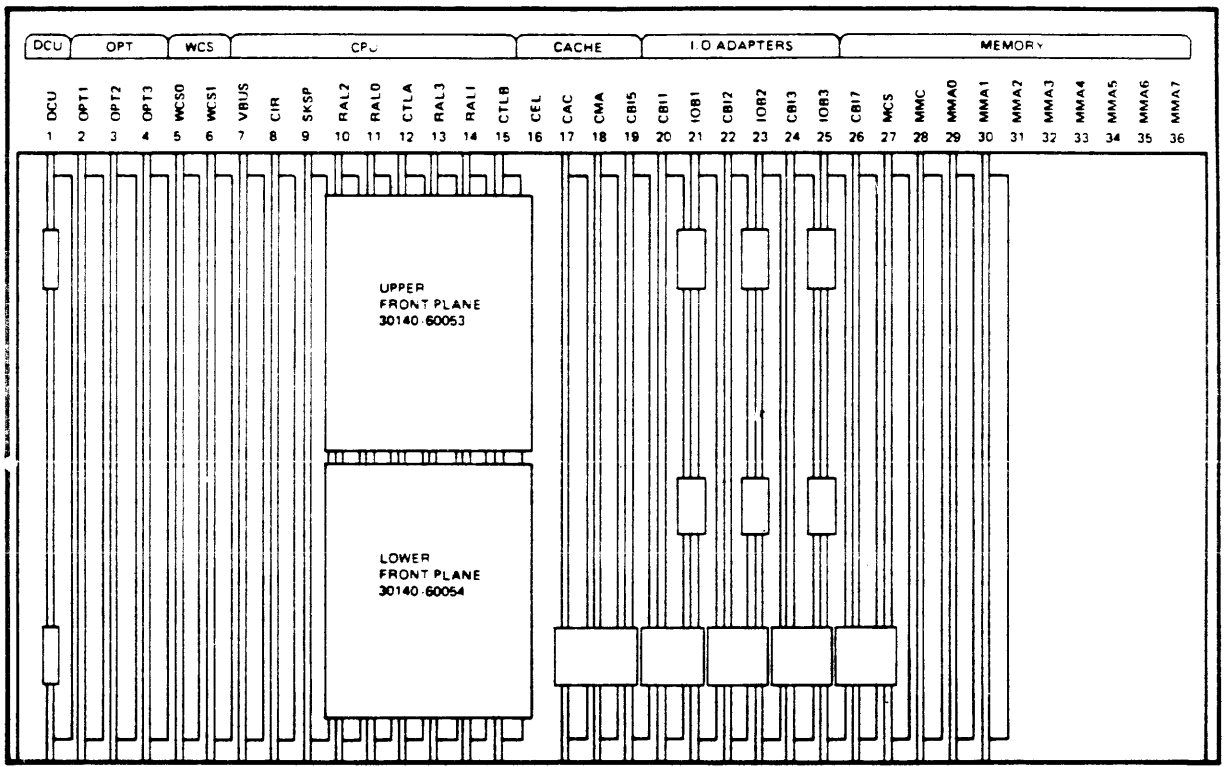 DCU OPT WCS CPU CACHE I.O ADAPTERS MEMORY
DCU OPT1 OPT2 OPT3 WCS0 WCS1 VBUS CIR SKSP RAL2 RAL0 CTLA RAL3 RAL1 CTLB CEL CAC CMA CBI5 CBI1 IOB1 CBI2 IOB2 CBI3 IOB3 CBI7 MCS MMC MMA0 MMA1 MMA2 MMA3 MMA4 MMA5 MMA6 MMA7
1 2 3 4 5 6 7 8 9 10 11 12 13 14 15 16 17 18 19 20 21 22 23 24 25 26 27 28 29 30 31 32 33 34 35 36
UPPER
FRONT PLANE
30140-60053
LOWER
FRONT PLANE
30140-60054